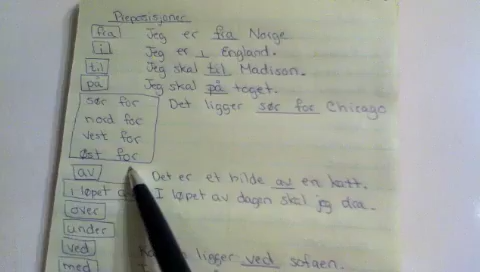 Preposisjoner
fra Jeg er fra Norge
i Jeg er i England.
til Jeg skal til Madison.
på Jeg skal på toget.
sør for Det ligger sør for Chicago
nord for
vest for
øst for
av Det er et bilde av en katt.
i løpet I løpet av dagen skal jeg dra.
over
under
ved ligger ved sofaen.
med